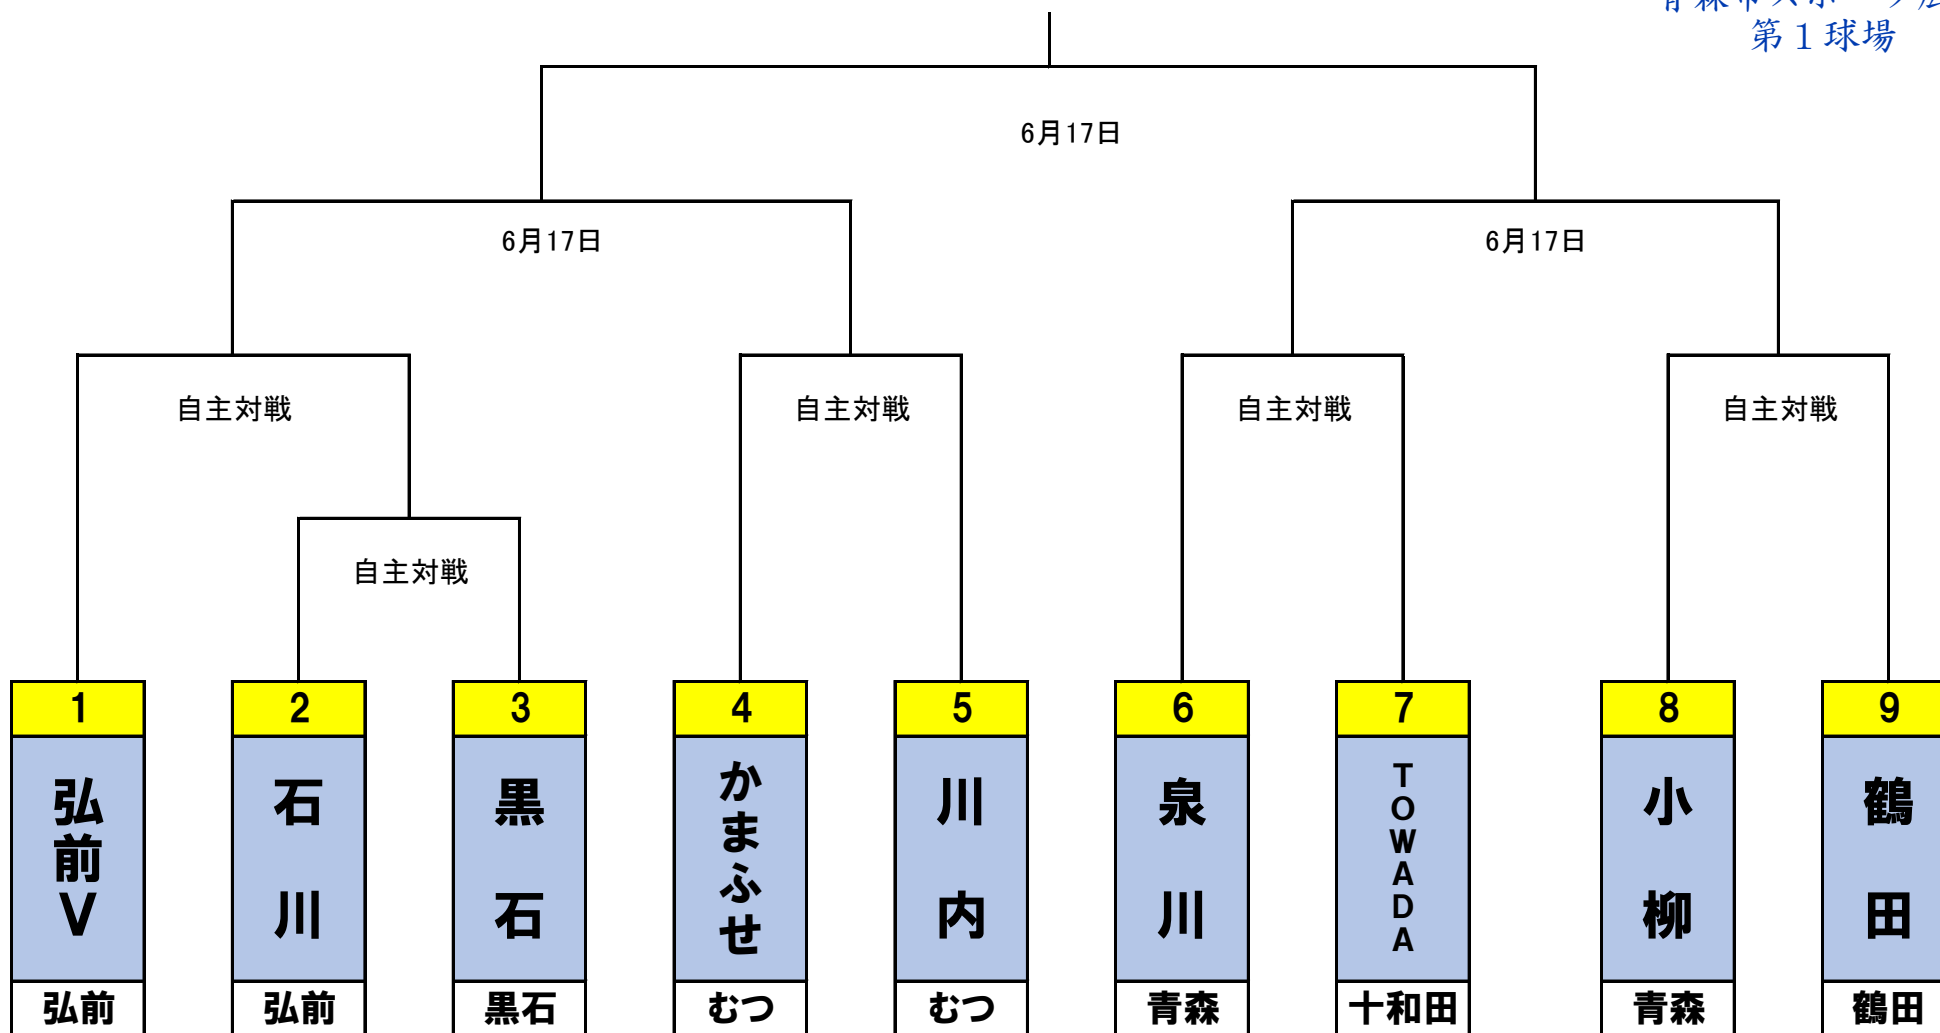 第１球場
6月17日
6月17日
6月17日
自主対戦
自主対戦
自主対戦
自主対戦
自主対戦
1
2
3
4
5
6
7
8
9
弘前V
石川
黒石
かまふせ
川内
泉川
TOWADA
小柳
鶴田
弘前
弘前
黒石
むつ
むつ
青森
十和田
青森
鶴田